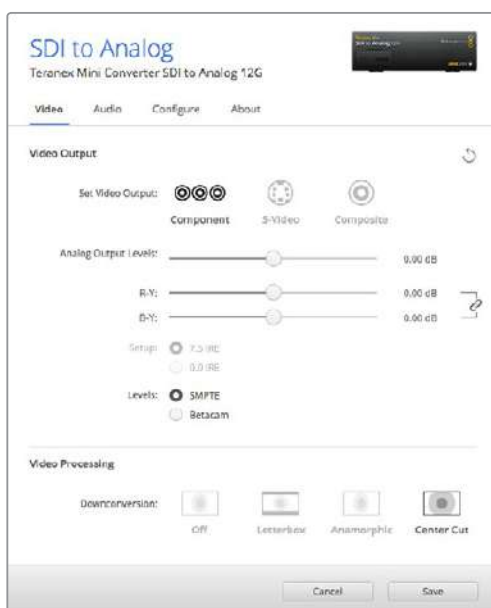 SDI to Analog
Teranex Mini Converter SDI to Analog 12G
Video Audio Configure About
Video Output
Set Video Output:
Component S-Video Composite
Analog Output Levels: 0.00 dB
R-Y: 0.00 dB
B-Y: 0.00 dB
Setup: 7.5 IRE
0.0 IRE
Levels: SMPTE
Betacam
Video Processing
Downconversion:
Off Letterbox Anamorphic Center Cut
Cancel Save